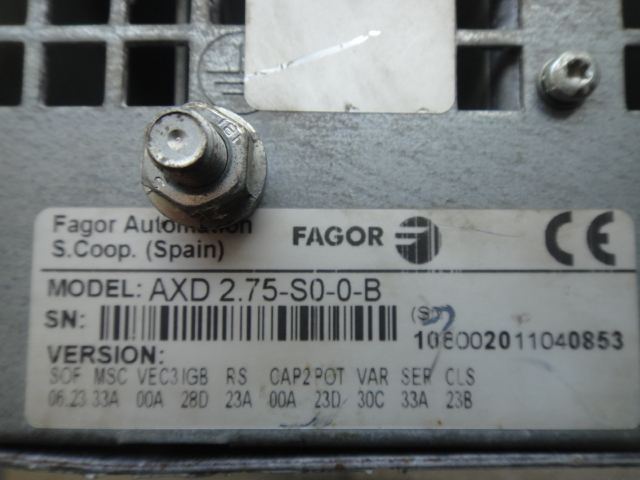 Fagor Automation
S.Coop. (Spain)
FAGOR
CE
MODEL: AXD 2.75-S0-0-B
SN:
106002011040853
VERSION:
SOF MSC VEC3 IGB RS CAP2 POT VAR SER CLS
06.23 33A 00A 28D 23A 00A 23D 30C 33A 23B